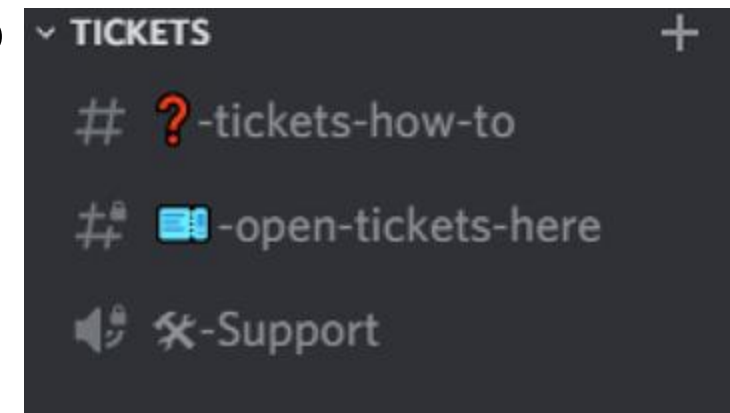 TICKETS
# ❓-tickets-how-to
# 🎟-open-tickets-here
🛠-Support